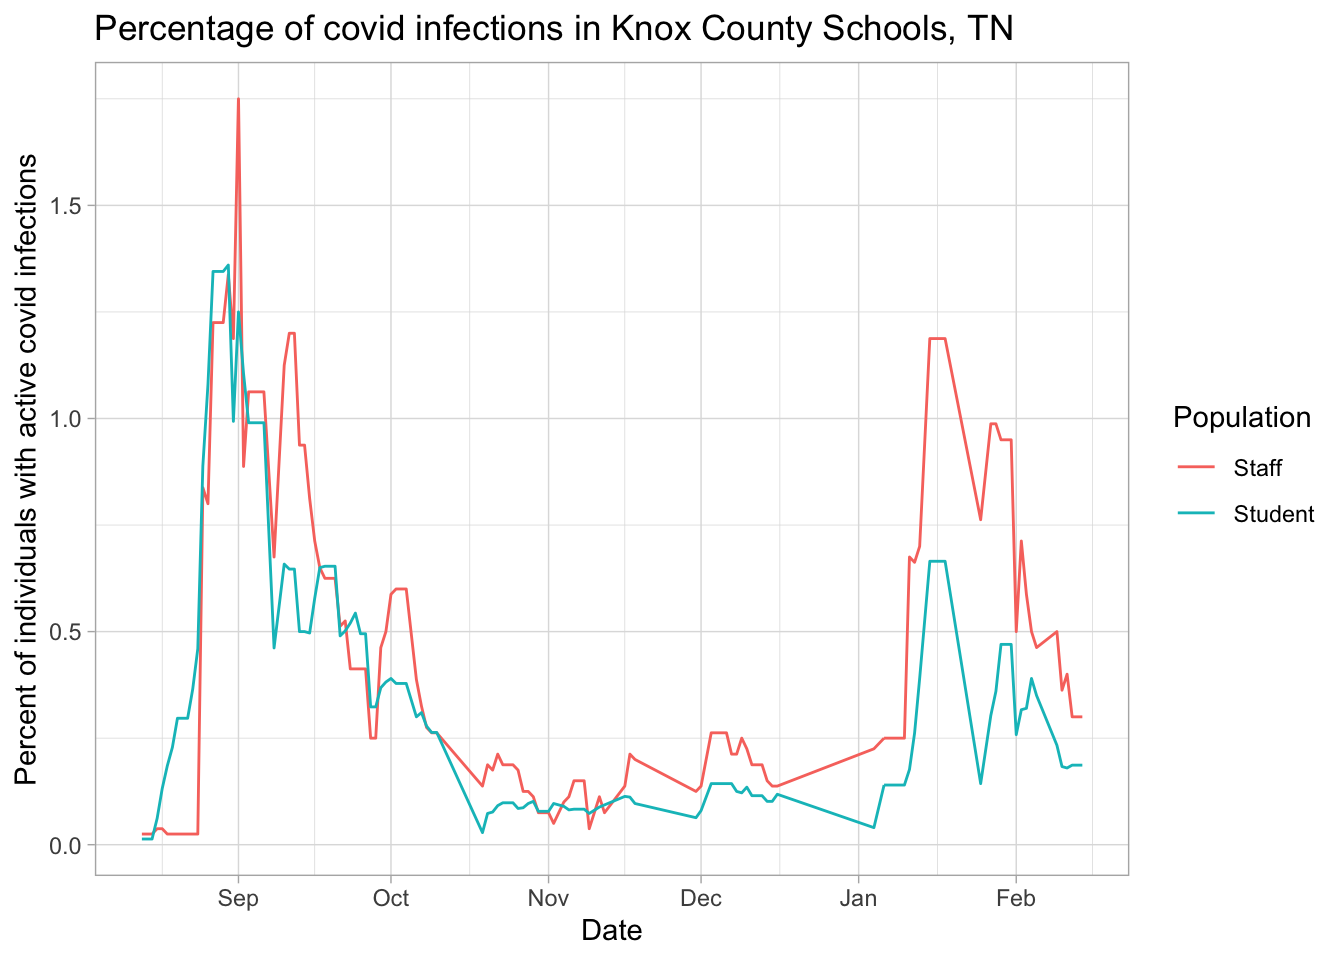 Percentage of covid infections in Knox County Schools, TN
Percent of individuals with active covid infections
1.5
1.0
0.5
0.0
Sep Oct Nov Dec Jan Feb
Date
Population
Staff
Student